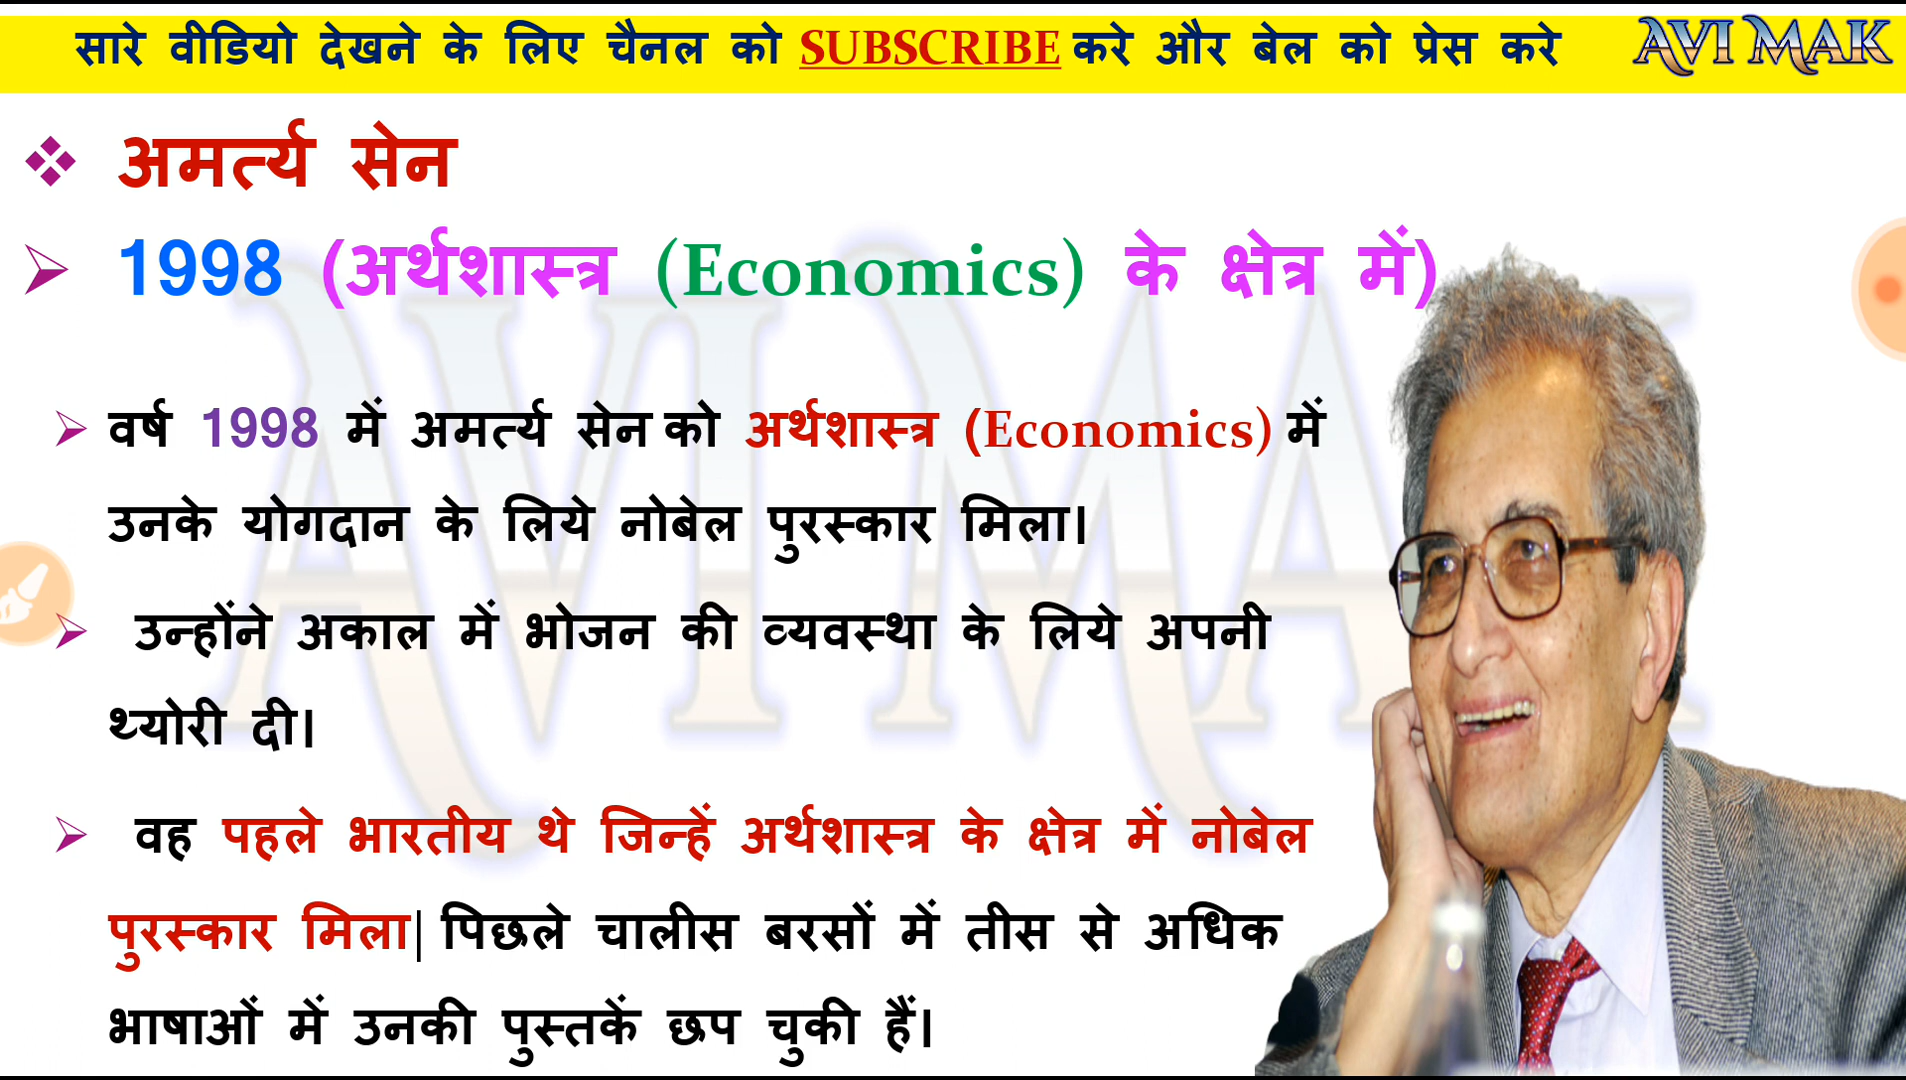 सारे वीडियो देखने के लिए चैनल को SUBSCRIBE करे और बेल को प्रेस करे
AVI MAK
अमर्त्य सेन
1998 (अर्थशास्त्र (Economics) के क्षेत्र में)
वर्ष 1998 में अमर्त्य सेन को अर्थशास्त्र (Economics) में
उनके योगदान के लिये नोबेल पुरस्कार मिला।
उन्होंने अकाल में भोजन की व्यवस्था के लिये अपनी
थ्योरी दी।
वह पहले भारतीय थे जिन्हें अर्थशास्त्र के क्षेत्र में नोबेल
पुरस्कार मिला| पिछले चालीस बरसों में तीस से अधिक
भाषाओं में उनकी पुस्तकें छप चुकी हैं।
AVI MAK